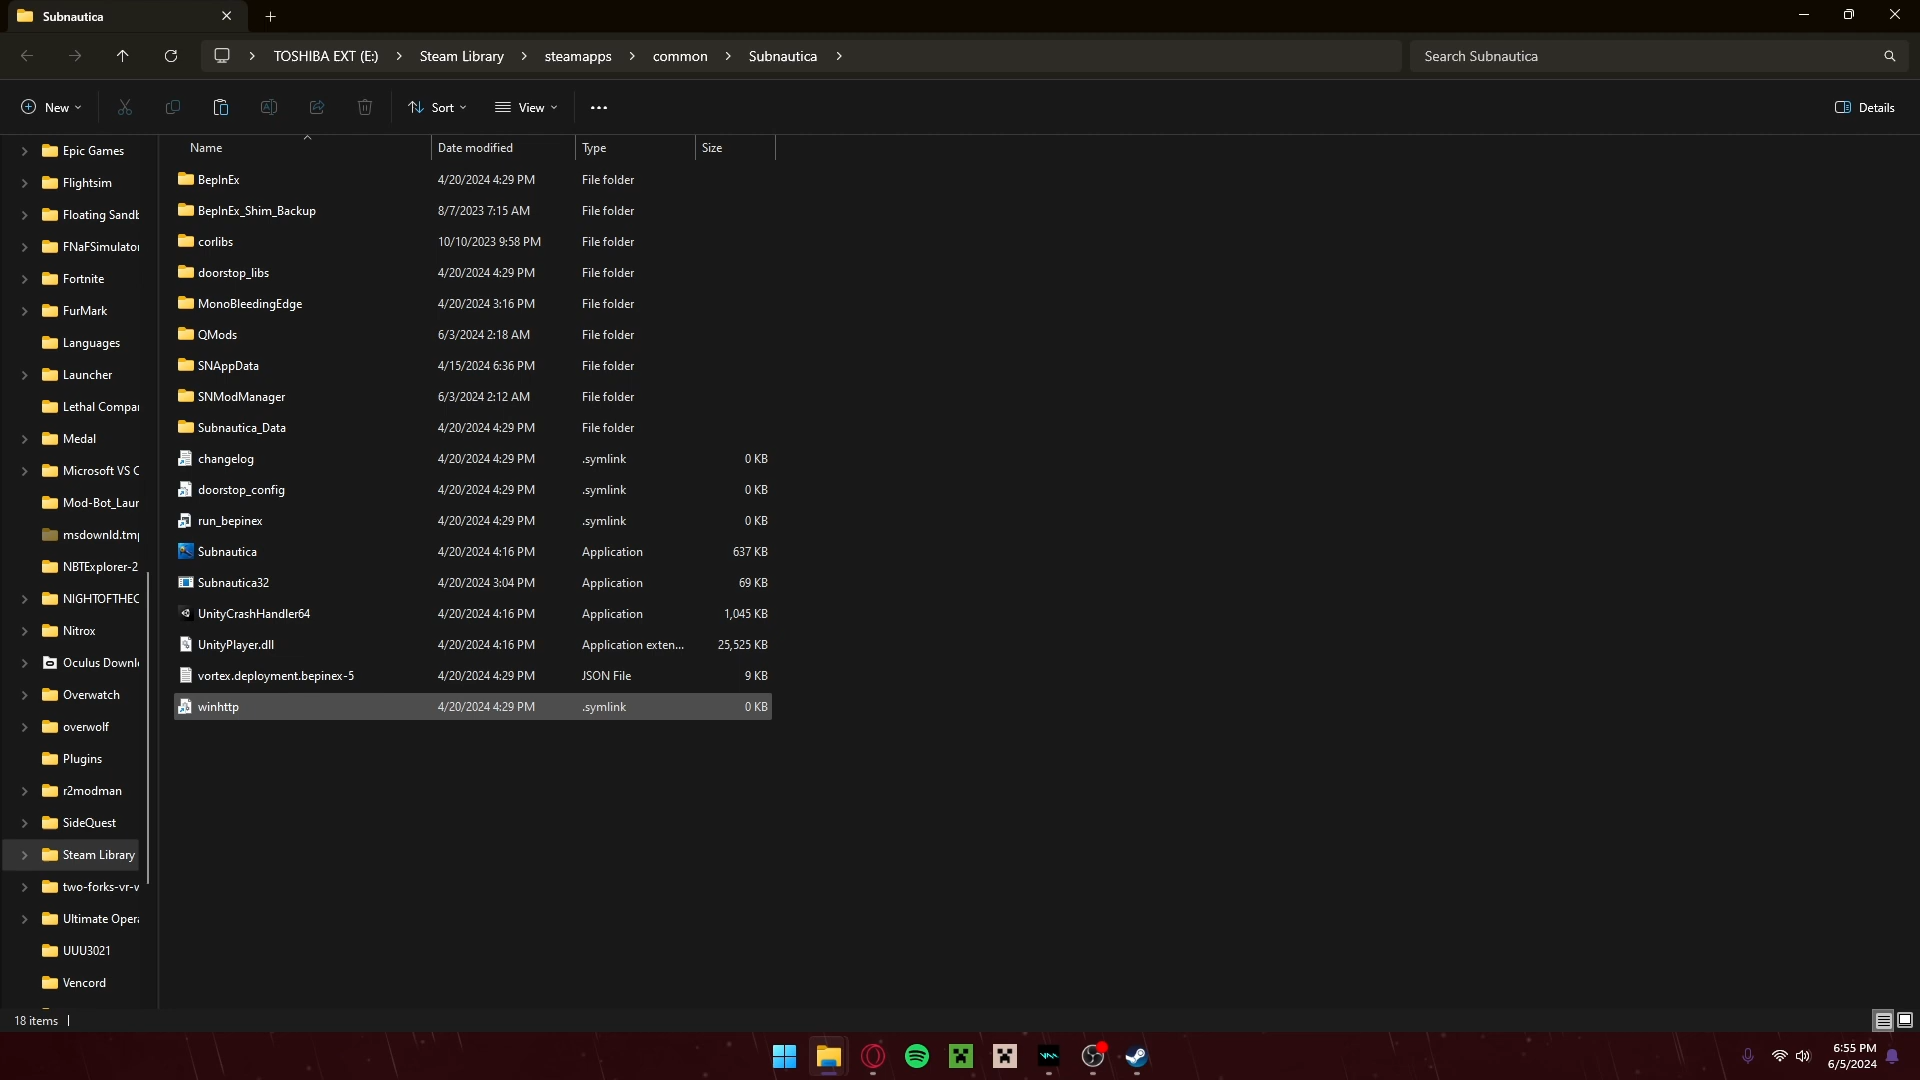 Subnautica
TOSHIBA EXT (E:) > Steam Library > steamapps > common > Subnautica >
Search Subnautica
New
Sort
View
Details
Epic Games
Flightsim
Floating Sandb
FNaFSimulator
Fortnite
FurMark
Languages
Launcher
Lethal Compan
Medal
Microsoft VS C
Mod-Bot_Laun
msdownld.tmp
NBTExplorer-2
NIGHTOFTHEC
Nitrox
Oculus Downlo
Overwatch
overwolf
Plugins
r2modman
SideQuest
Steam Library
two-forks-vr-v
Ultimate Opera
UUU3021
Vencord
Name Date modified Type Size
BepInEx 4/20/2024 4:29 PM File folder
BepInEx_Shim_Backup 8/7/2023 7:15 AM File folder
corlibs 10/10/2023 9:58 PM File folder
doorstop_libs 4/20/2024 4:29 PM File folder
MonoBleedingEdge 4/20/2024 3:16 PM File folder
QMods 6/3/2024 2:18 AM File folder
SNAppData 4/15/2024 6:36 PM File folder
SNModManager 6/3/2024 2:12 AM File folder
Subnautica_Data 4/20/2024 4:29 PM File folder
changelog 4/20/2024 4:29 PM .symlink 0 KB
doorstop_config 4/20/2024 4:29 PM .symlink 0 KB
run_bepinex 4/20/2024 4:29 PM .symlink 0 KB
Subnautica 4/20/2024 4:16 PM Application 637 KB
Subnautica32 4/20/2024 3:04 PM Application 69 KB
UnityCrashHandler64 4/20/2024 4:16 PM Application 1,045 KB
UnityPlayer.dll 4/20/2024 4:16 PM Application exten... 25,525 KB
vortex.deployment.bepinex-5 4/20/2024 4:29 PM JSON File 9 KB
winhttp 4/20/2024 4:29 PM .symlink 0 KB
18 items
6:55 PM
6/5/2024